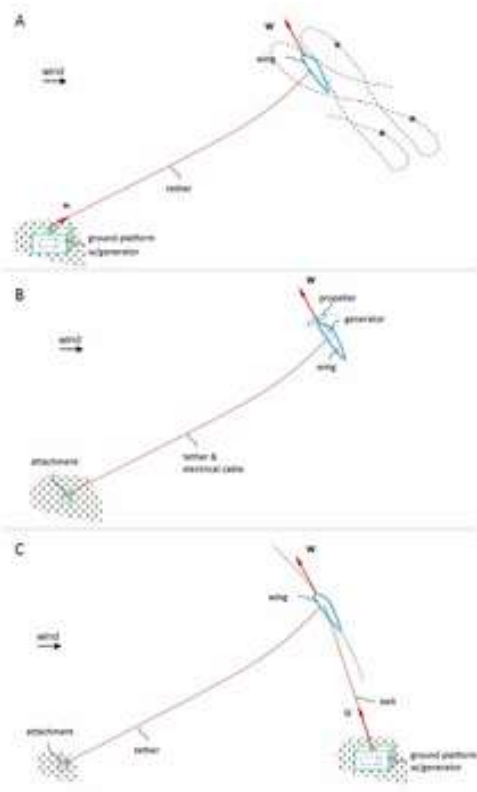 A
W
wing
wind
tether
u
ground platform
w/generator
B
W
propeller
generator
wind
wing
attachment
tether &
electrical cable
C
W
wing
wind
belt
u
attachment
tether
ground platform
w/generator